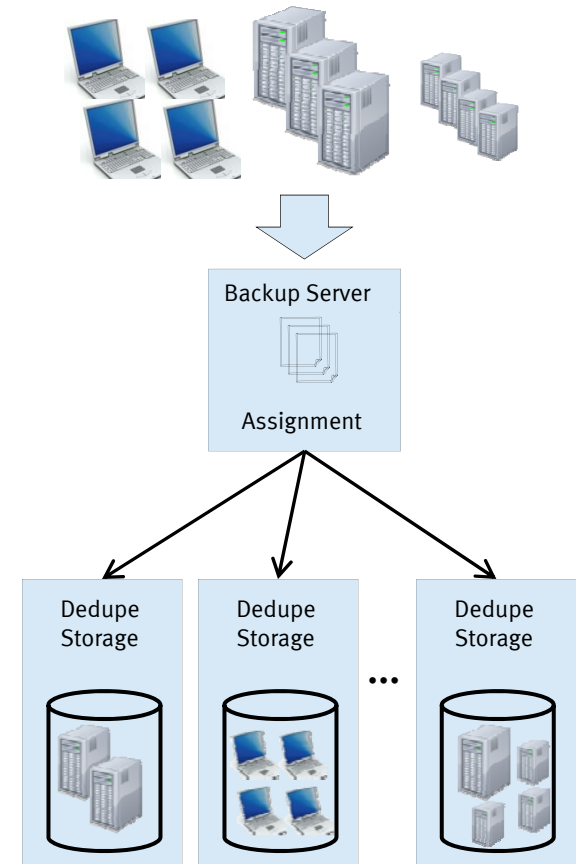 Backup Server
Assignment
Dedupe
Storage
Dedupe
Storage
...
Dedupe
Storage